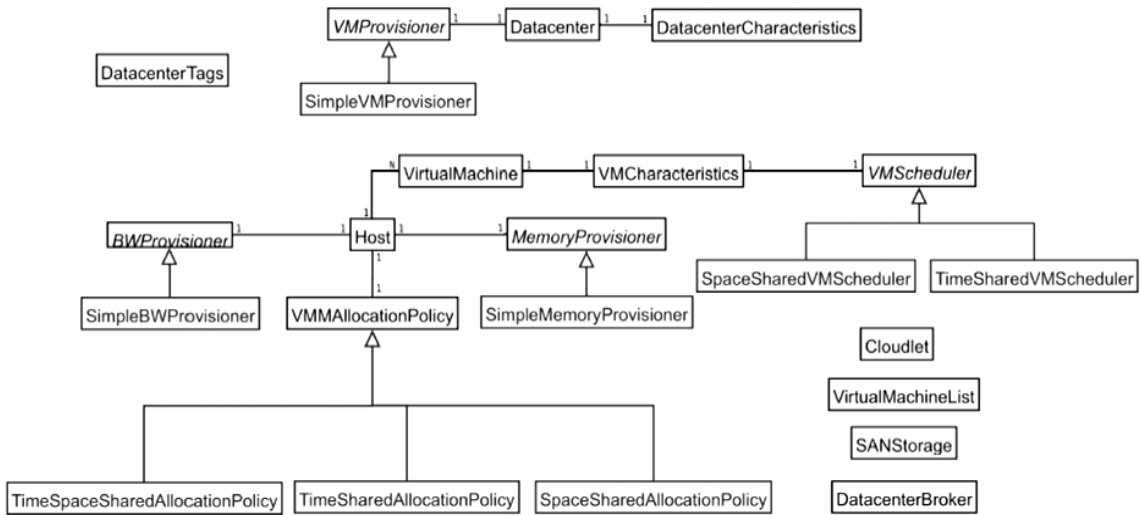 VMProvisioner 1 1 Datacenter 1 1 DatacenterCharacteristics
DatacenterTags
SimpleVMProvisioner
N VirtualMachine 1 1 VMCharacteristics 1 1 VMScheduler
1
BWProvisioner 1 1 Host 1 1 MemoryProvisioner
1
SpaceSharedVMScheduler TimeSharedVMScheduler
1
SimpleBWProvisioner VMMAllocationPolicy SimpleMemoryProvisioner
Cloudlet
VirtualMachineList
SANStorage
TimeSpaceSharedAllocationPolicy TimeSharedAllocationPolicy SpaceSharedAllocationPolicy DatacenterBroker